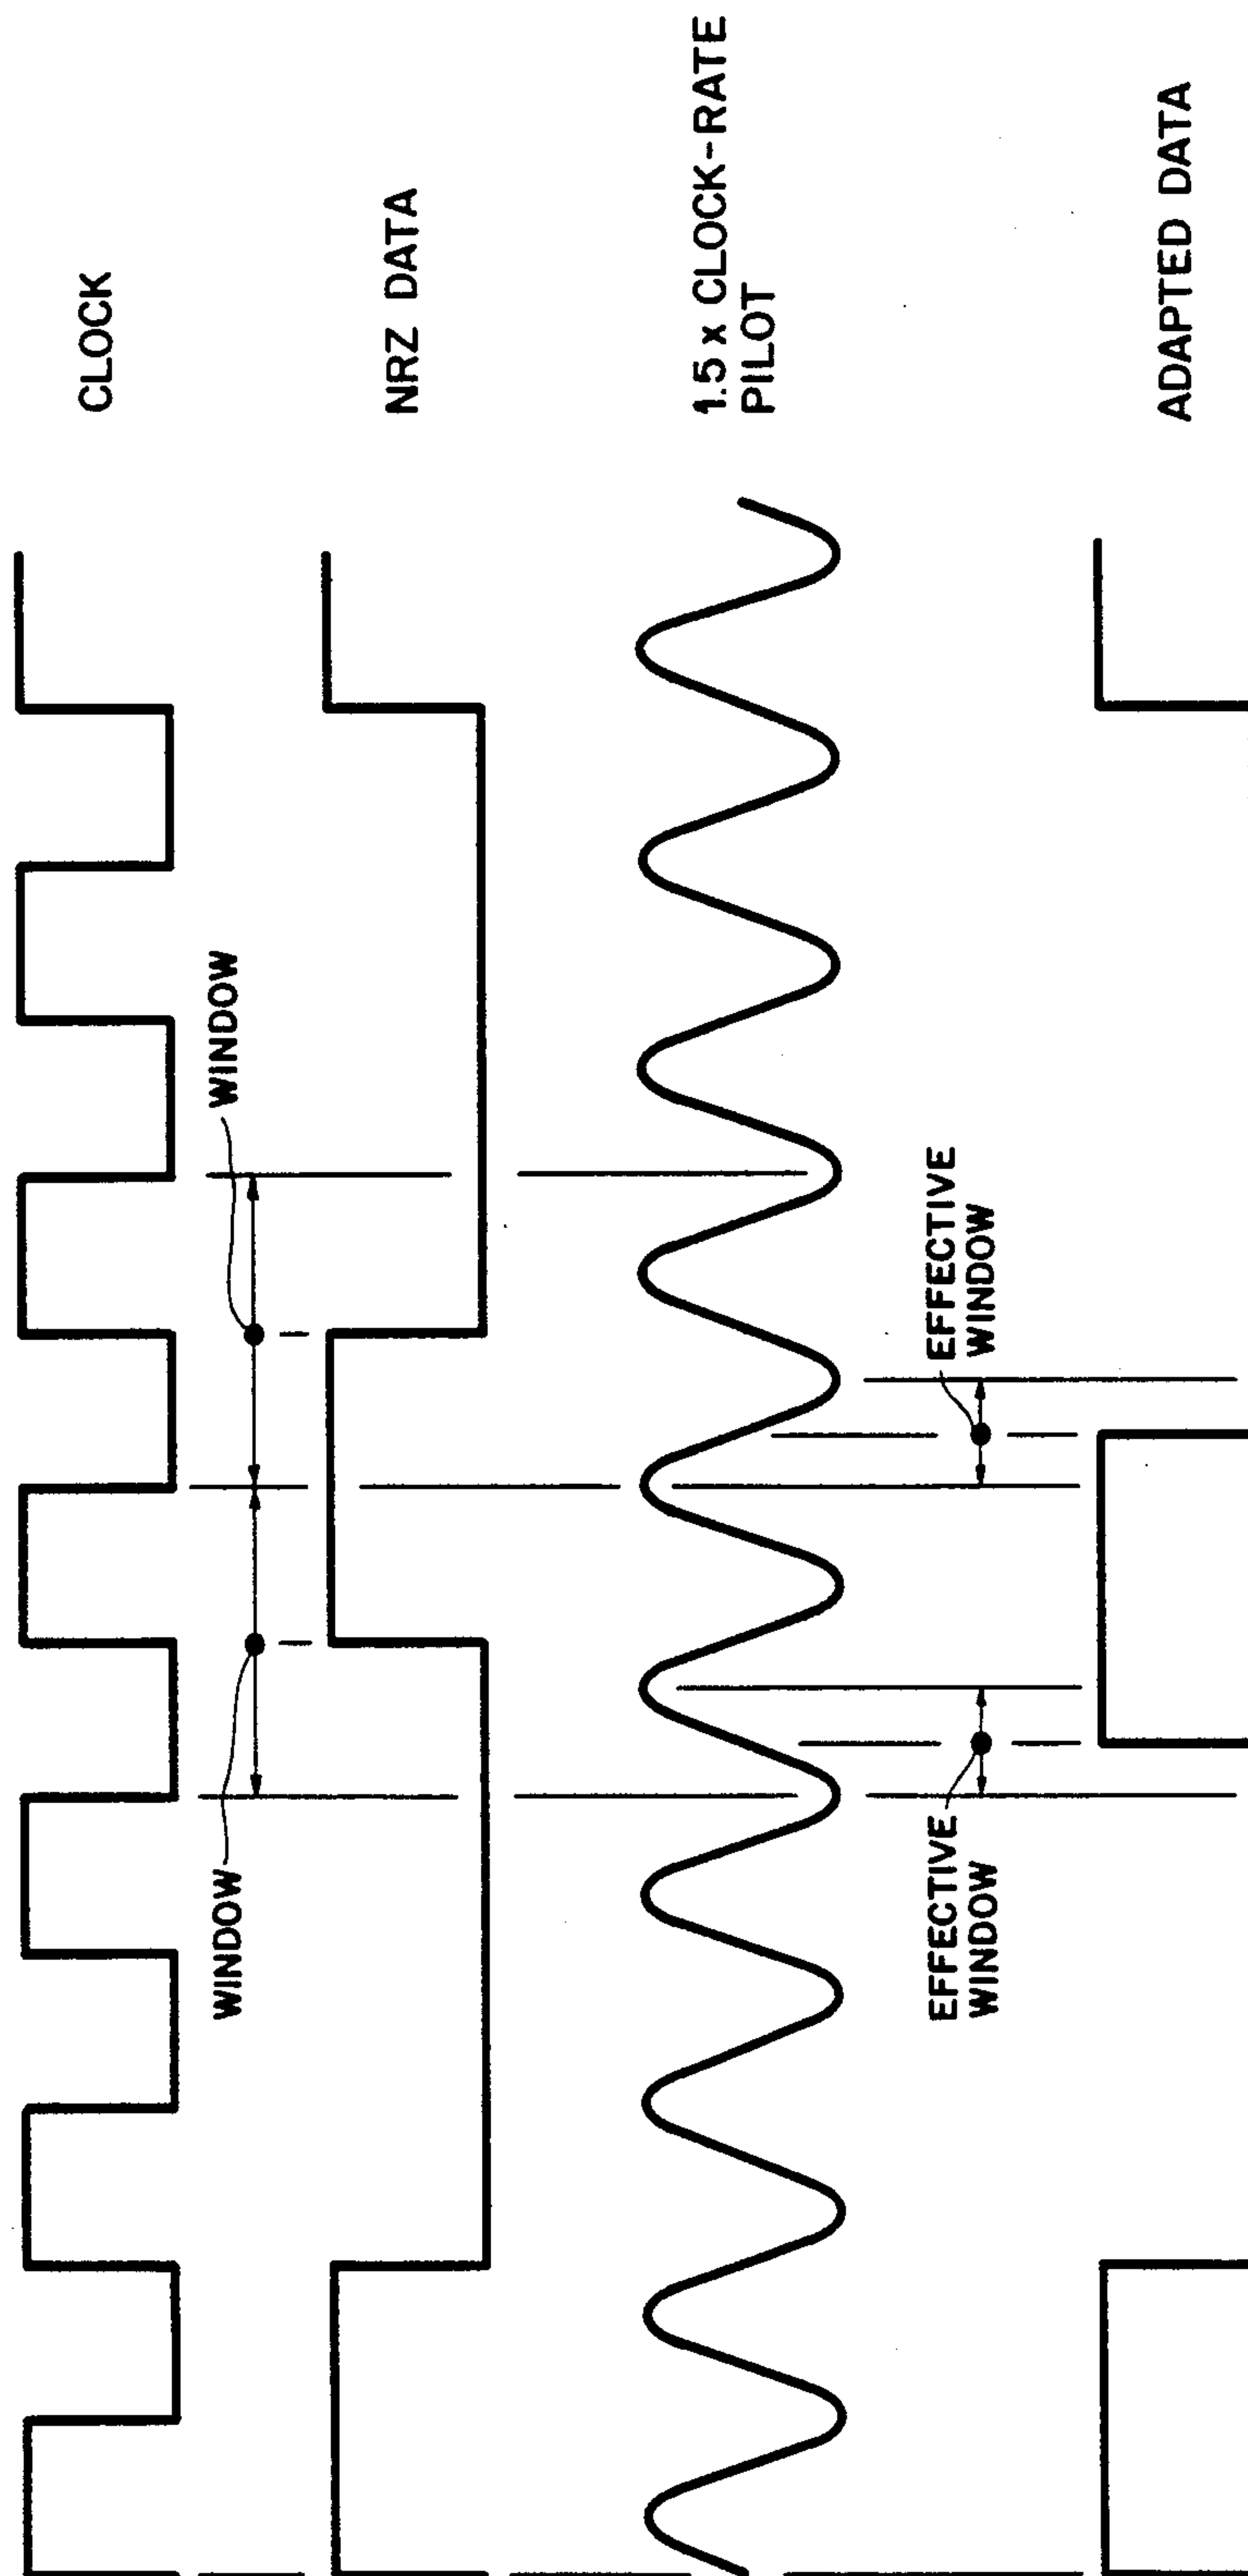 CLOCK
WINDOW
WINDOW
NRZ DATA
1.5 x CLOCK-RATE
PILOT
EFFECTIVE
WINDOW
EFFECTIVE
WINDOW
ADAPTED DATA